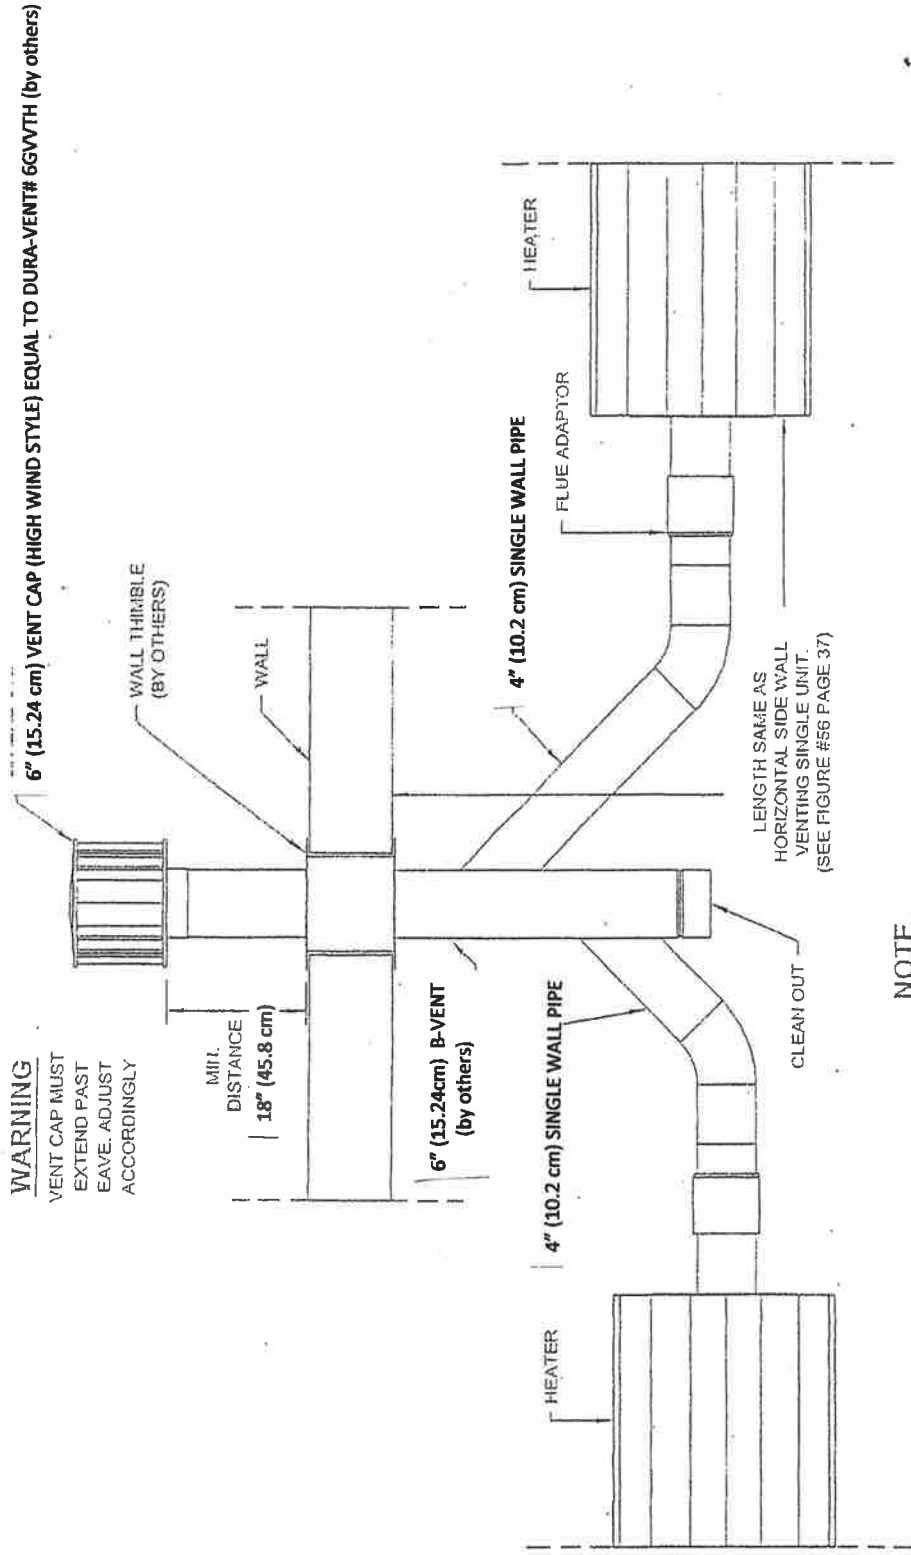 6" (15.24 cm) VENT CAP (HIGH WIND STYLE) EQUAL TO DURA-VENT# 6GVVTH (by others)
WARNING
VENT CAP MUST
EXTEND PAST
EAVE. ADJUST
ACCORDINGLY
WALL THIMBLE
(BY OTHERS)
MIN.
DISTANCE
18" (45.8 cm)
WALL
6" (15.24cm) B-VENT
(by others)
4" (10.2 cm) SINGLE WALL PIPE
4" (10.2 cm) SINGLE WALL PIPE
HEATER
FLUE ADAPTOR
HEATER
LENGTH SAME AS
HORIZONTAL SIDE WALL
VENTING SINGLE UNIT.
(SEE FIGURE #56 PAGE 37)
CLEAN OUT
NOTE